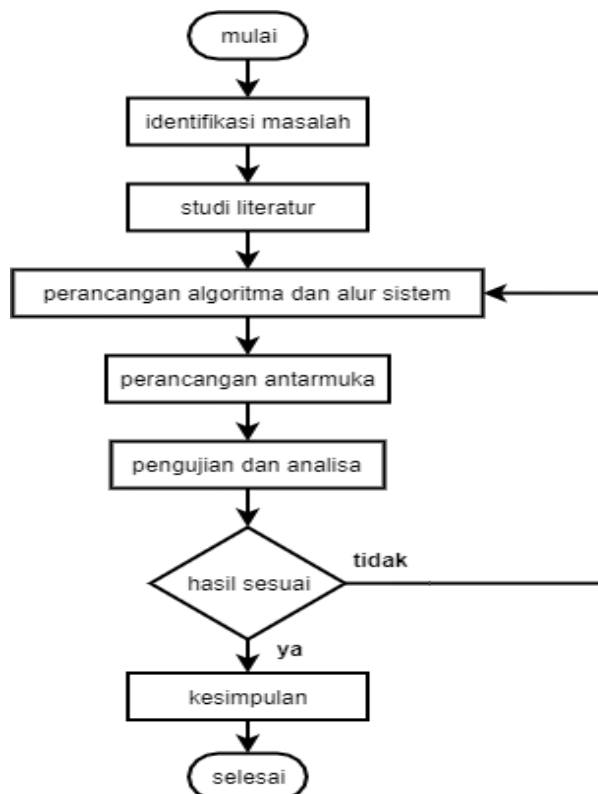 mulai
identifikasi masalah
studi literatur
perancangan algoritma dan alur sistem
perancangan antarmuka
pengujian dan analisa
hasil sesuai
tidak
ya
kesimpulan
selesai